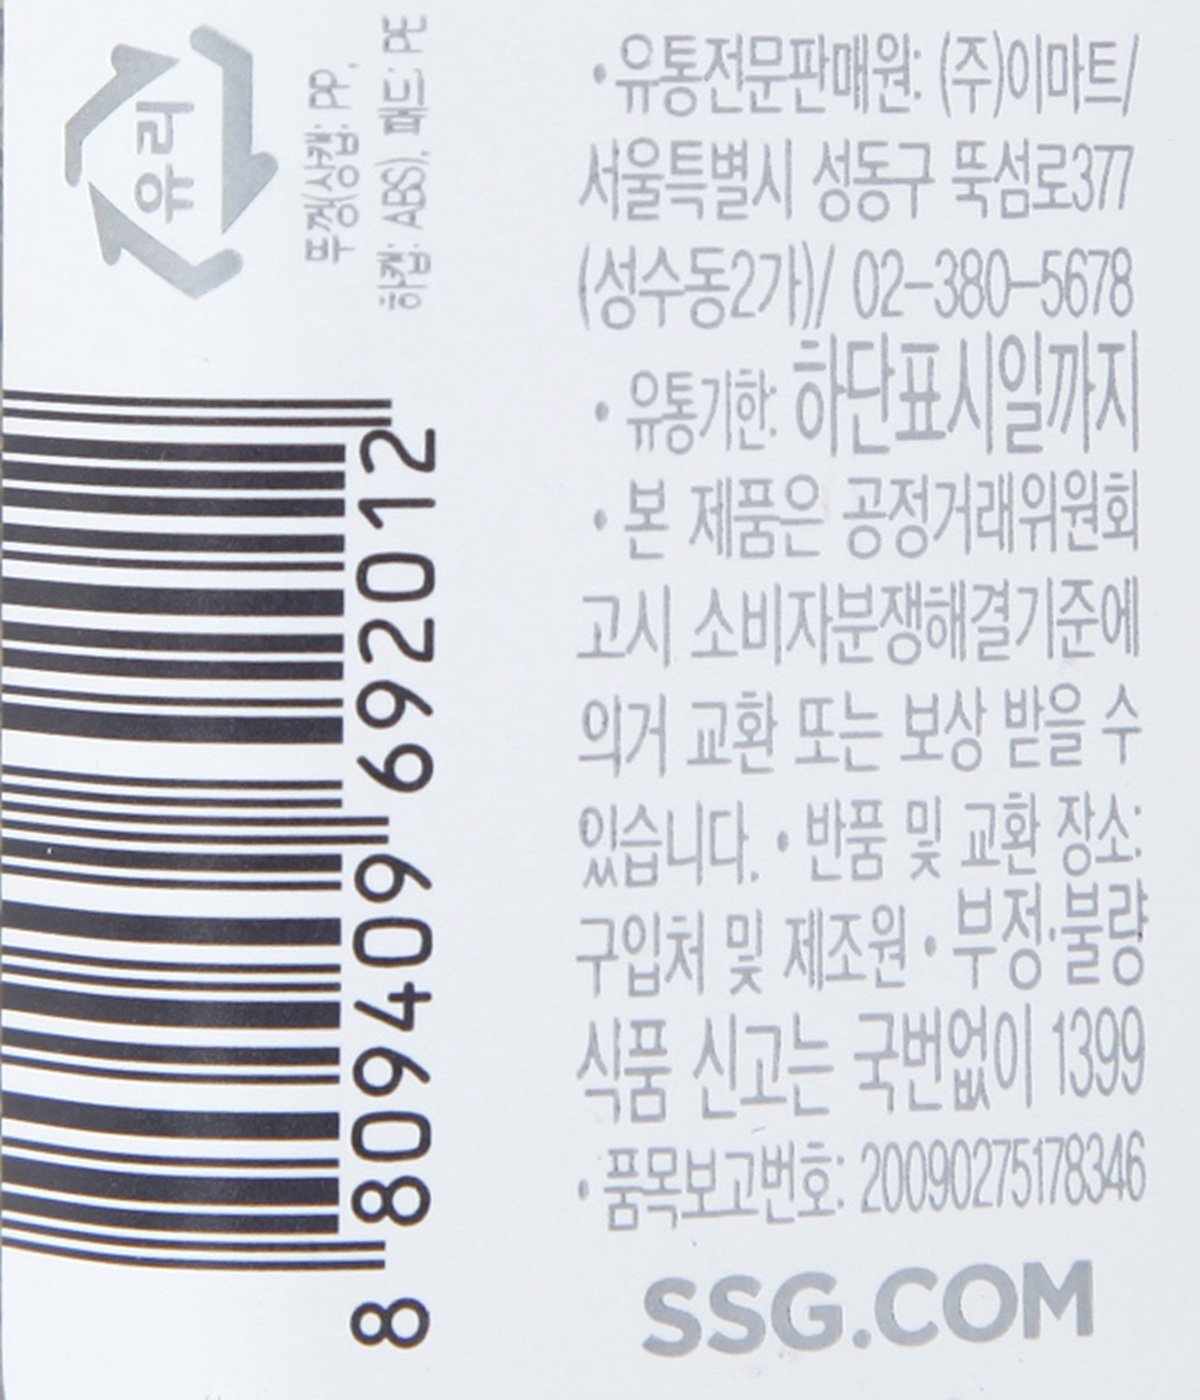 유리
뚜껑(상캡: PP,
하캡: ABS), 패드: PE
8 809409 692012
• 유통전문판매원: (주)이마트/
서울특별시 성동구 뚝섬로377
(성수동2가)/ 02-380-5678
• 유통기한: 하단표시일까지
• 본 제품은 공정거래위원회
고시 소비자분쟁해결기준에
의거 교환 또는 보상 받을 수
있습니다. • 반품 및 교환 장소:
구입처 및 제조원 • 부정·불량
식품 신고는 국번없이 1399
• 품목보고번호: 20090275178346
SSG.COM